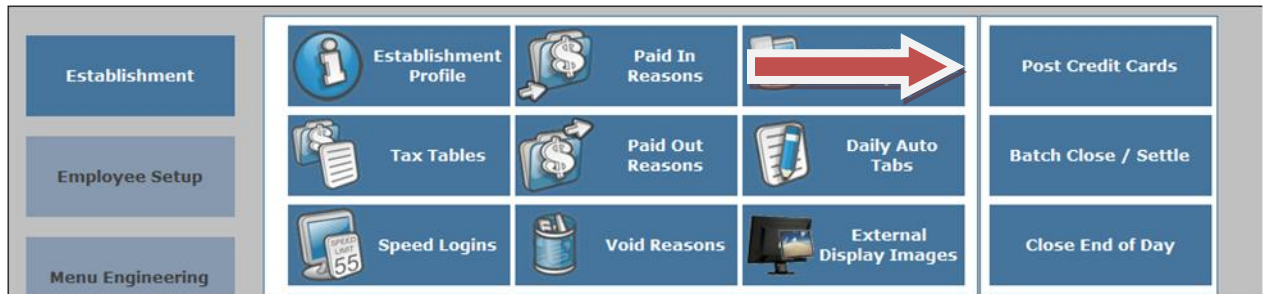 Establishment
Employee Setup
Menu Engineering
Establishment
Profile
Paid In
Reasons
Tax Tables
Paid Out
Reasons
Daily Auto
Tabs
Speed Logins
SPEED
LIMIT
55
Void Reasons
External
Display Images
Post Credit Cards
Batch Close / Settle
Close End of Day